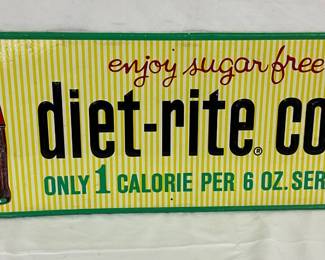 enjoy sugar free
diet-rite® co
ONLY 1 CALORIE PER 6 OZ. SER